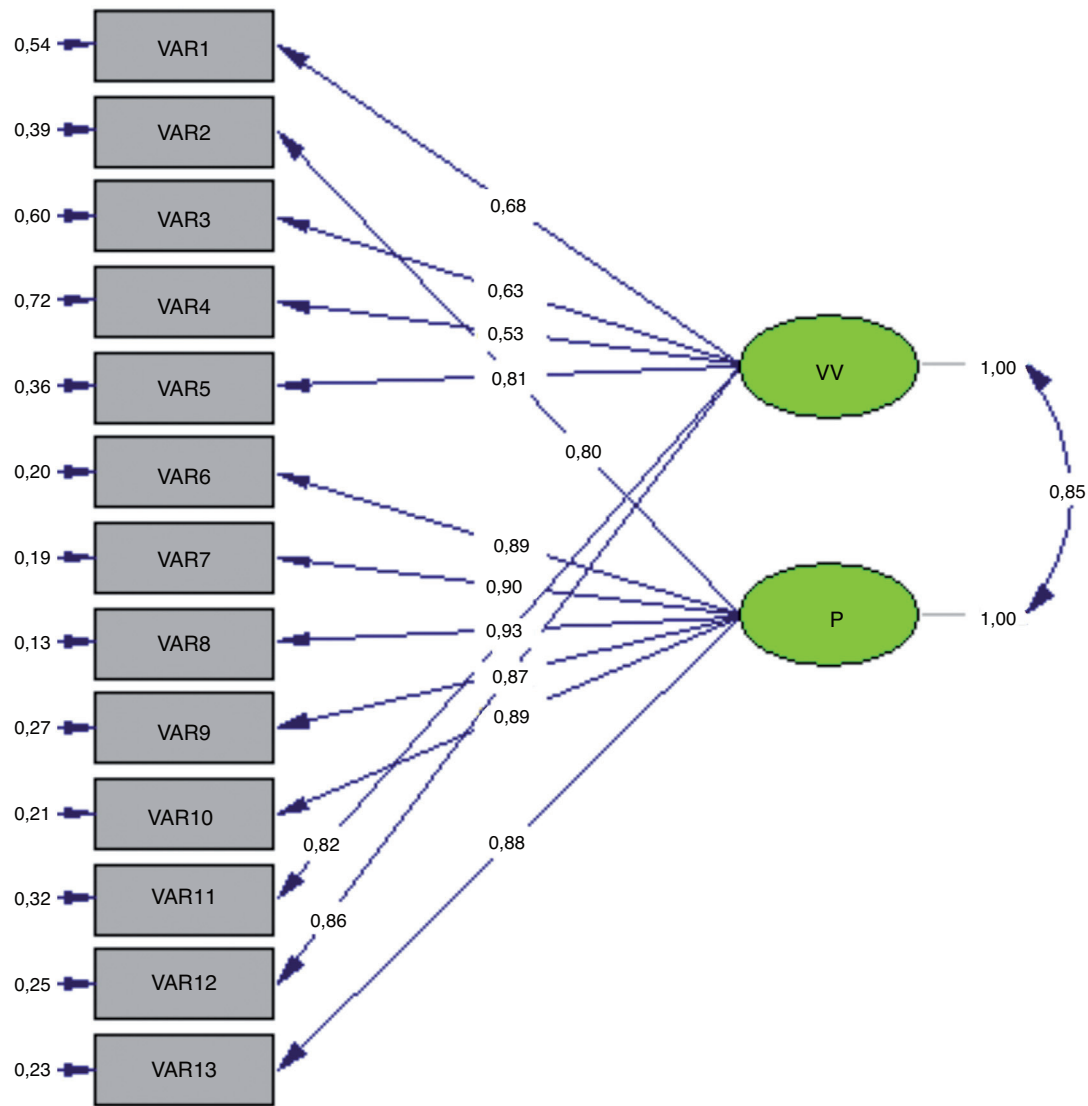 0,54 VAR1
0,39 VAR2
0,60 VAR3
0,72 VAR4
0,36 VAR5
0,20 VAR6
0,19 VAR7
0,13 VAR8
0,27 VAR9
0,21 VAR10
0,32 VAR11
0,25 VAR12
0,23 VAR13
0,68
0,63
0,53
0,81
0,80
0,89
0,90
0,93
0,87
0,89
0,82
0,86
0,88
VV 1,00
0,85
P 1,00